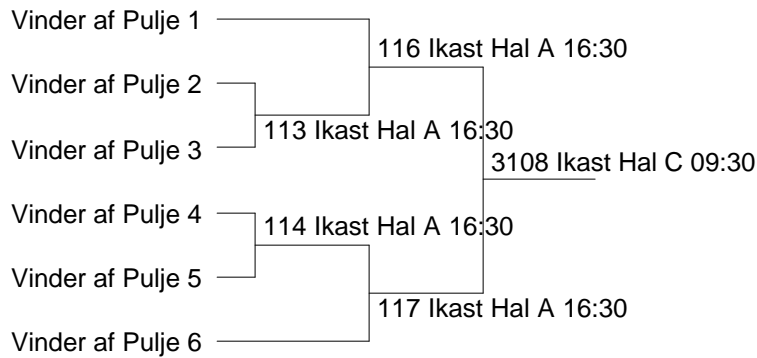 Vinder af Pulje 1
116 Ikast Hal A 16:30
Vinder af Pulje 2
113 Ikast Hal A 16:30
Vinder af Pulje 3
3108 Ikast Hal C 09:30
Vinder af Pulje 4
114 Ikast Hal A 16:30
Vinder af Pulje 5
117 Ikast Hal A 16:30
Vinder af Pulje 6